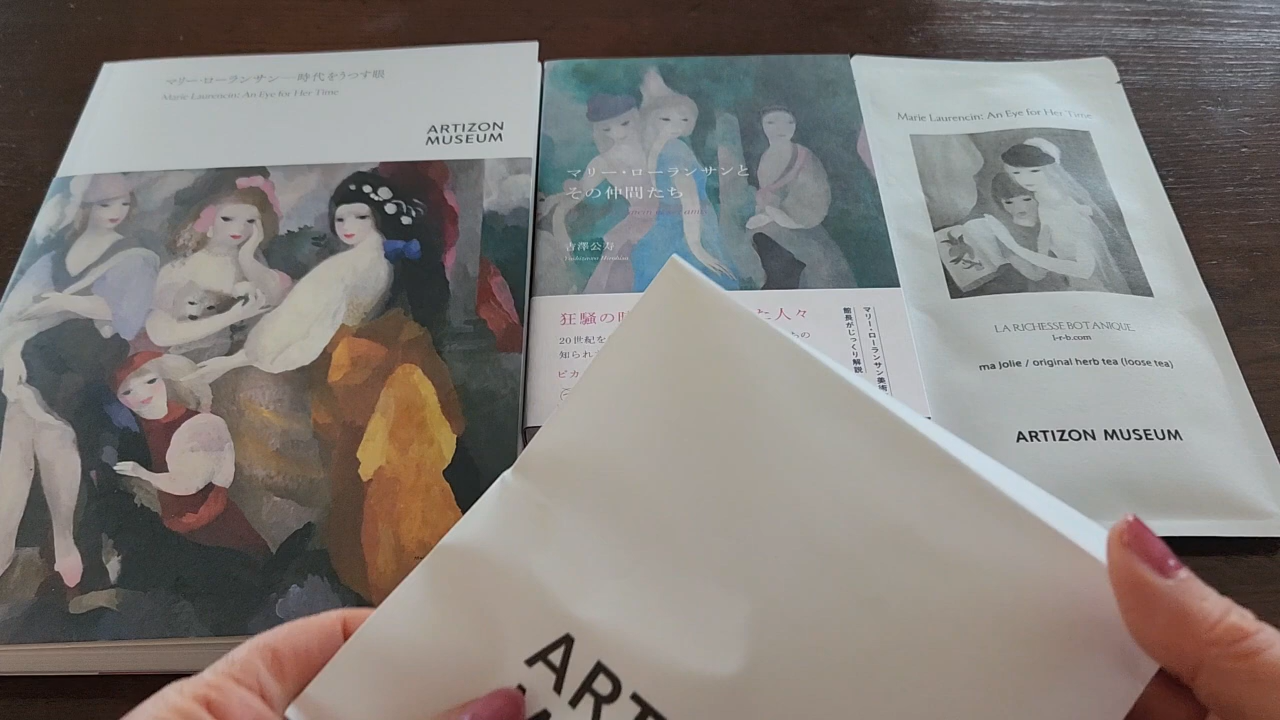 マリー・ローランサン―時代をうつす眼
Marie Laurencin: An Eye for Her Time
ARTIZON
MUSEUM
マリー・ローランサンと
その仲間たち
吉澤公寿
Yoshizawa Hirohisa
狂騒の
た人々
20世紀を
知られ
ピカ
マリー・ローランサン美術
館長がじっくり解説
Marie Laurencin: An Eye for Her Time
LA RICHESSE BOTANIQUE
l-r-b.com
ma Jolie / original herb tea (loose tea)
ARTIZON MUSEUM
ART